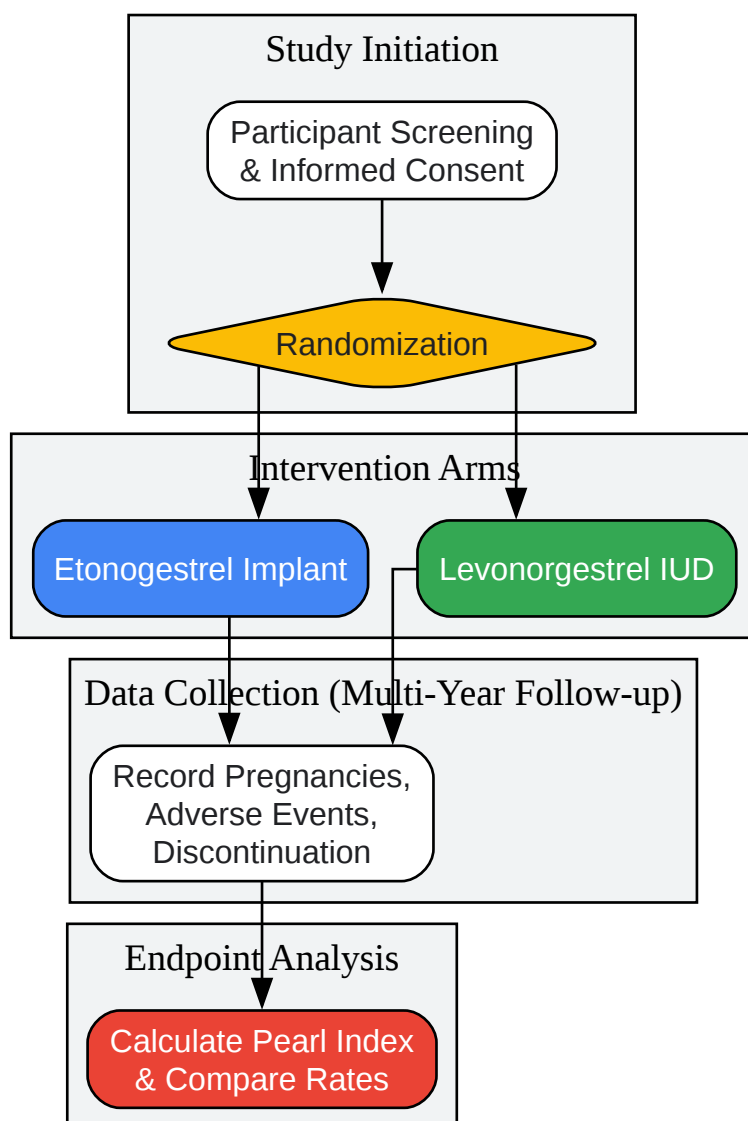 Study Initiation
Participant Screening
& Informed Consent
Randomization
Intervention Arms
Etonogestrel Implant
Levonorgestrel IUD
Data Collection (Multi-Year Follow-up)
Record Pregnancies,
Adverse Events,
Discontinuation
Endpoint Analysis
Calculate Pearl Index
& Compare Rates